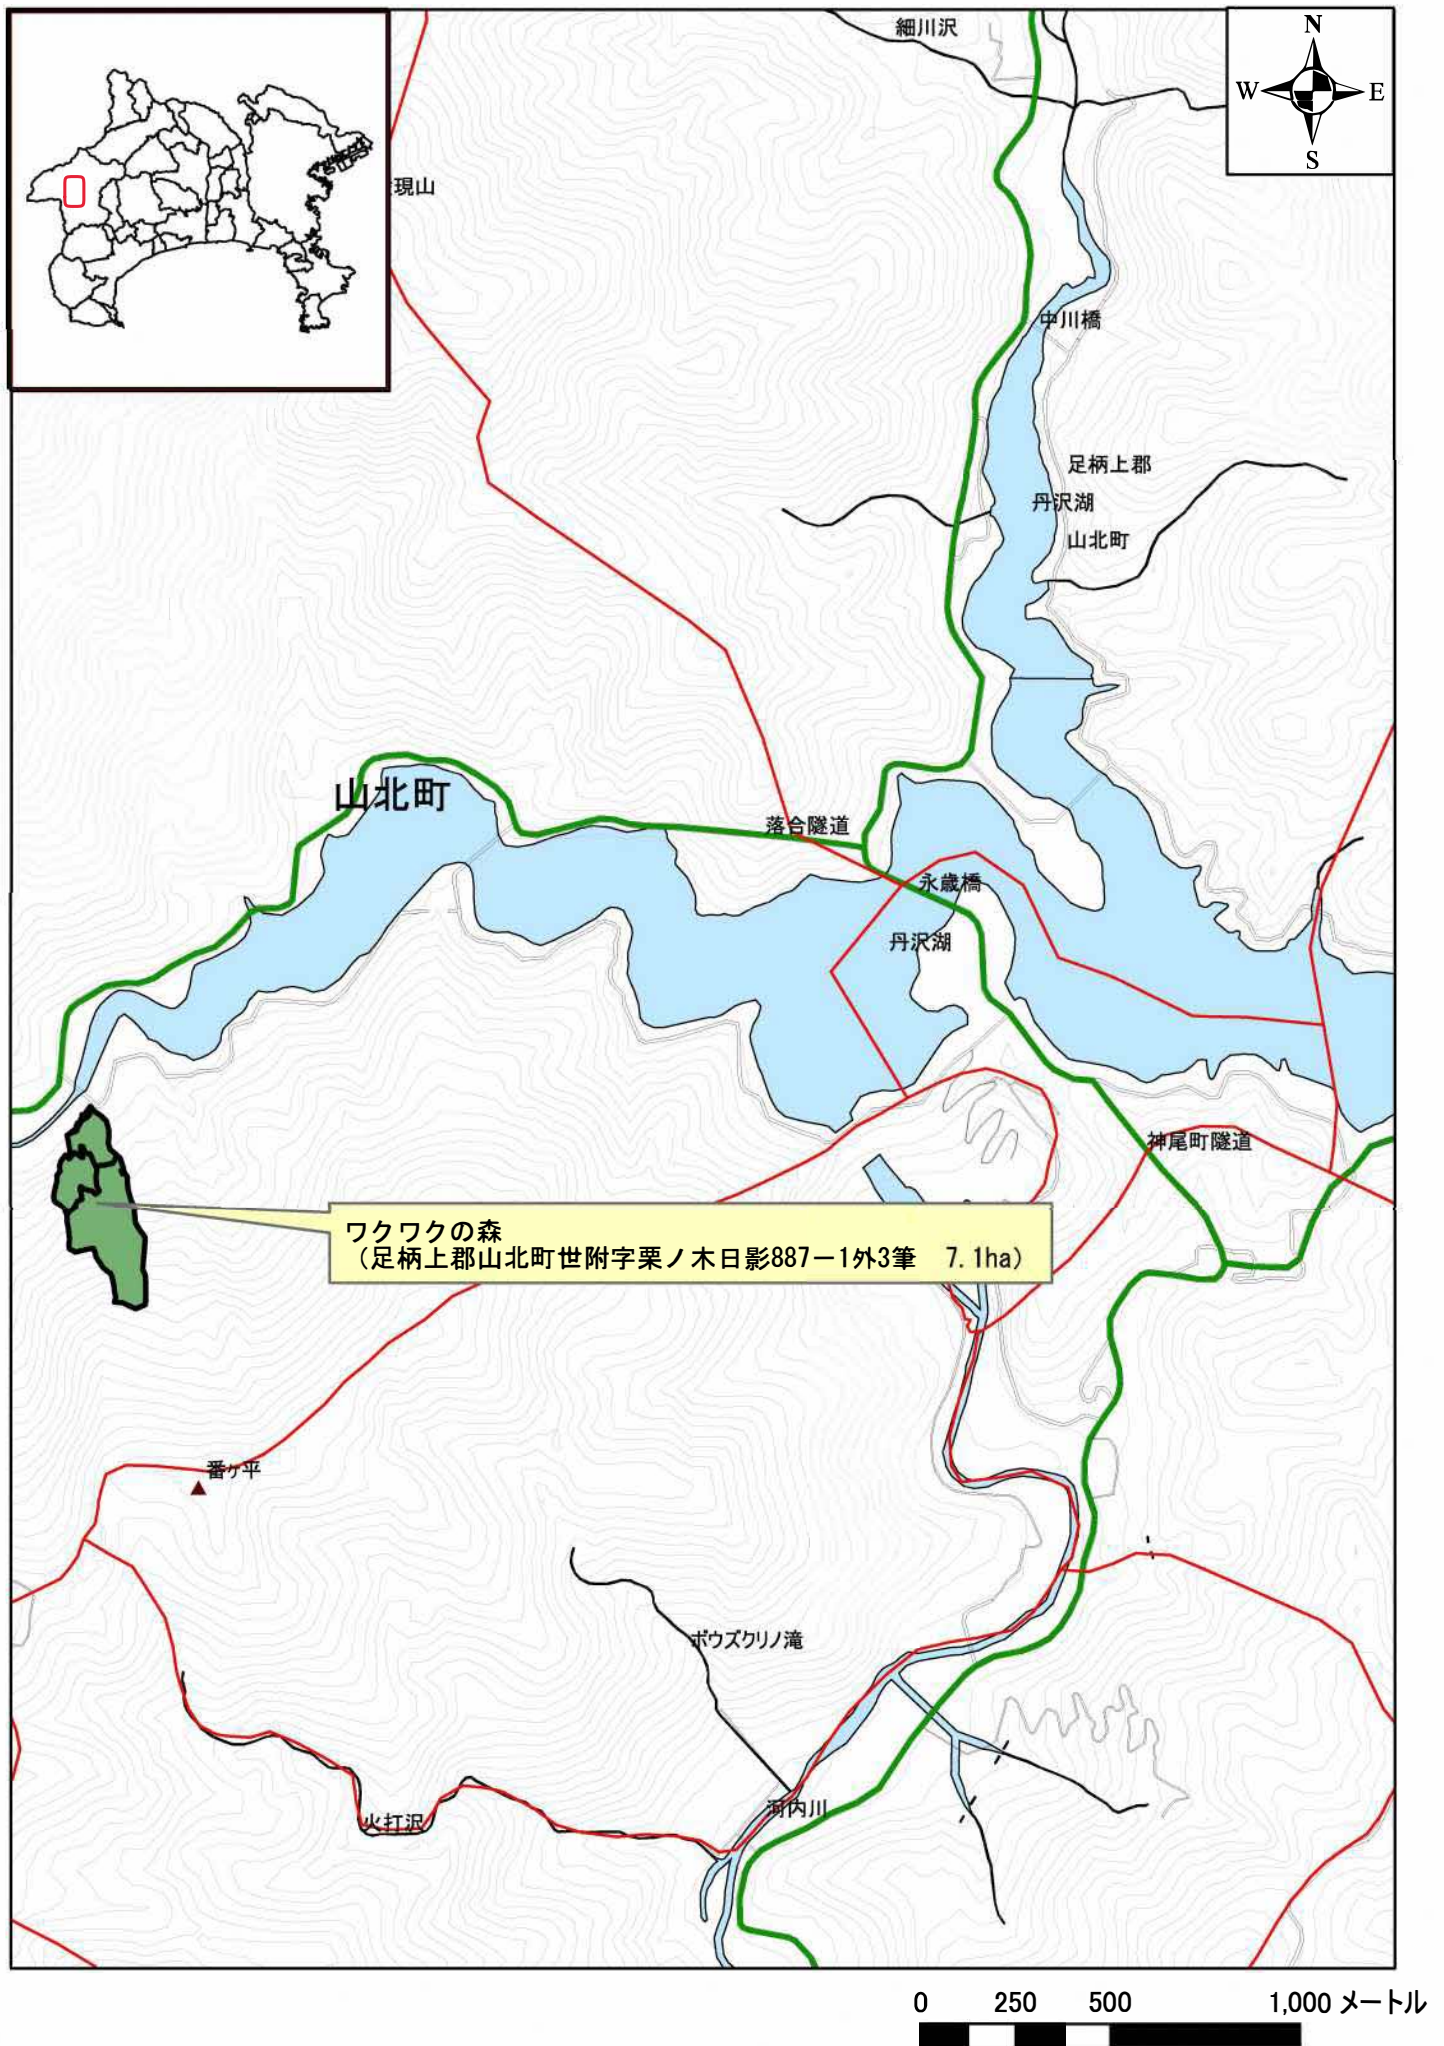 細川沢
N
W
E
S
現山
中川橋
足柄上郡
丹沢湖
山北町
山北町
落合隧道
永歳橋
丹沢湖
神尾町隧道
ワクワクの森
（足柄上郡山北町世附字栗ノ木日影887－1外3筆　7.1ha）
番ヶ平
ボウズクリノ滝
河内川
火打沢
0 250 500 1,000 メートル